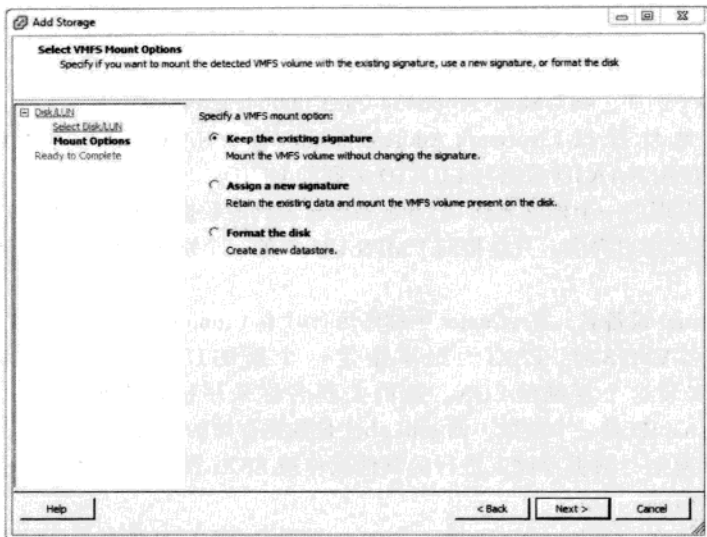 Add Storage
Select VMFS Mount Options
Specify if you want to mount the detected VMFS volume with the existing signature, use a new signature, or format the disk
Disk/LUN
Select Disk/LUN
Mount Options
Ready to Complete
Specify a VMFS mount option:
Keep the existing signature
Mount the VMFS volume without changing the signature.
Assign a new signature
Retain the existing data and mount the VMFS volume present on the disk.
Format the disk
Create a new datastore.
Help
< Back
Next >
Cancel